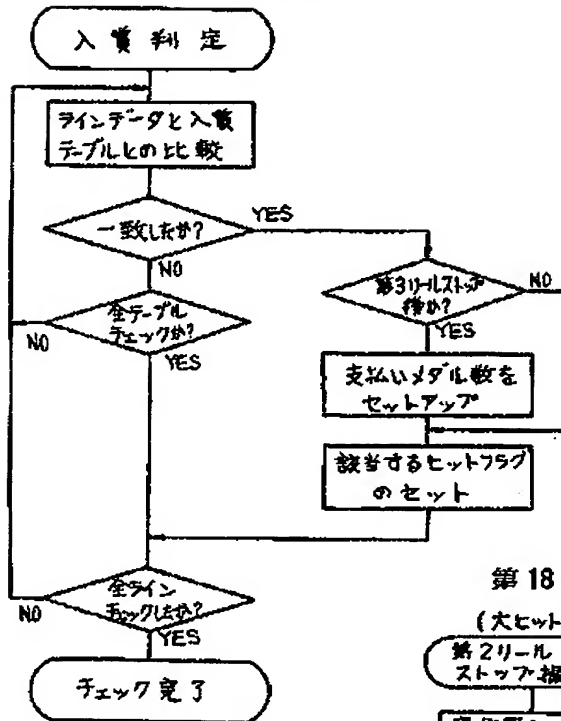 入賞判定
ラインデータと入賞
テーブルとの比較
一致したか?
YES
NO
全テーブル
チェックか?
NO
YES
第3リールストップ
後か?
NO
YES
支払いメダル数を
セットアップ
該当するヒットフラグ
のセット
全ライン
チェックしたか?
NO
YES
チェック完了
第18
(大ヒット
第2リール
ストップ操